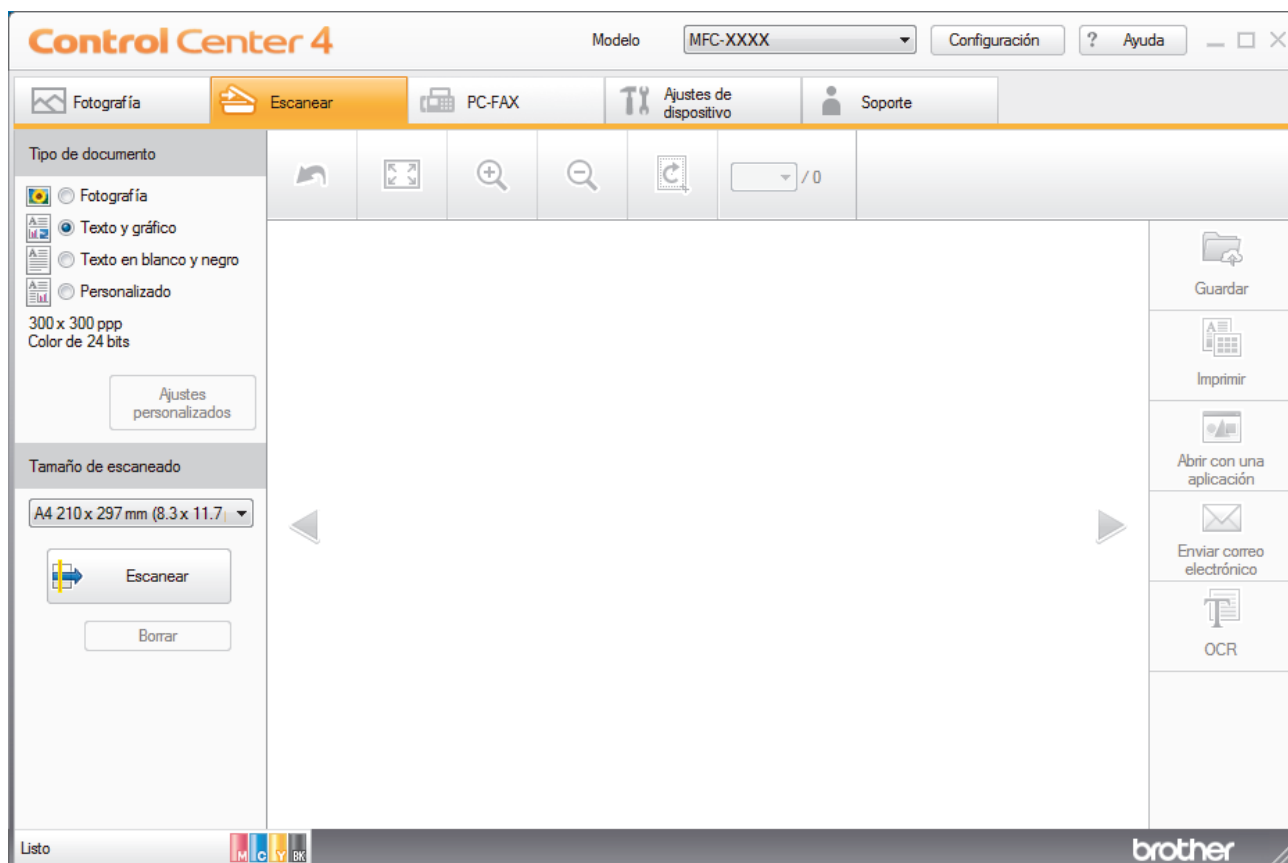 Control Center 4
Modelo
MFC-XXXX
Configuración
? Ayuda
Fotografía
Escanear
PC-FAX
Ajustes de
dispositivo
Soporte
Tipo de documento
Fotografía
Texto y gráfico
Texto en blanco y negro
Personalizado
300 x 300 ppp
Color de 24 bits
Ajustes
personalizados
Tamaño de escaneado
A4 210 x 297 mm (8.3 x 11.7
Escanear
Borrar
/ 0
Guardar
Imprimir
Abrir con una
aplicación
Enviar correo
electrónico
OCR
Listo
M C Y BK
brother